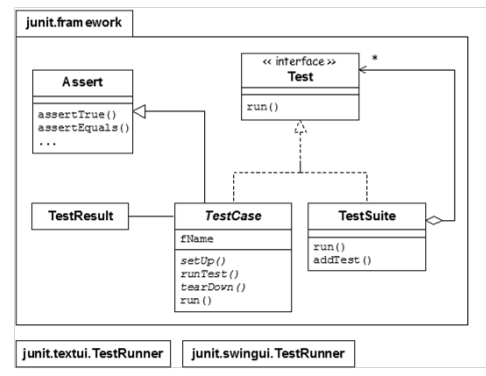 junit.framework
Assert
assertTrue()
assertEquals()
...
<< interface >>
Test
run()
*
TestResult
TestCase
fName
setUp()
runTest()
tearDown()
run()
TestSuite
run()
addTest()
junit.textui.TestRunner
junit.swingui.TestRunner